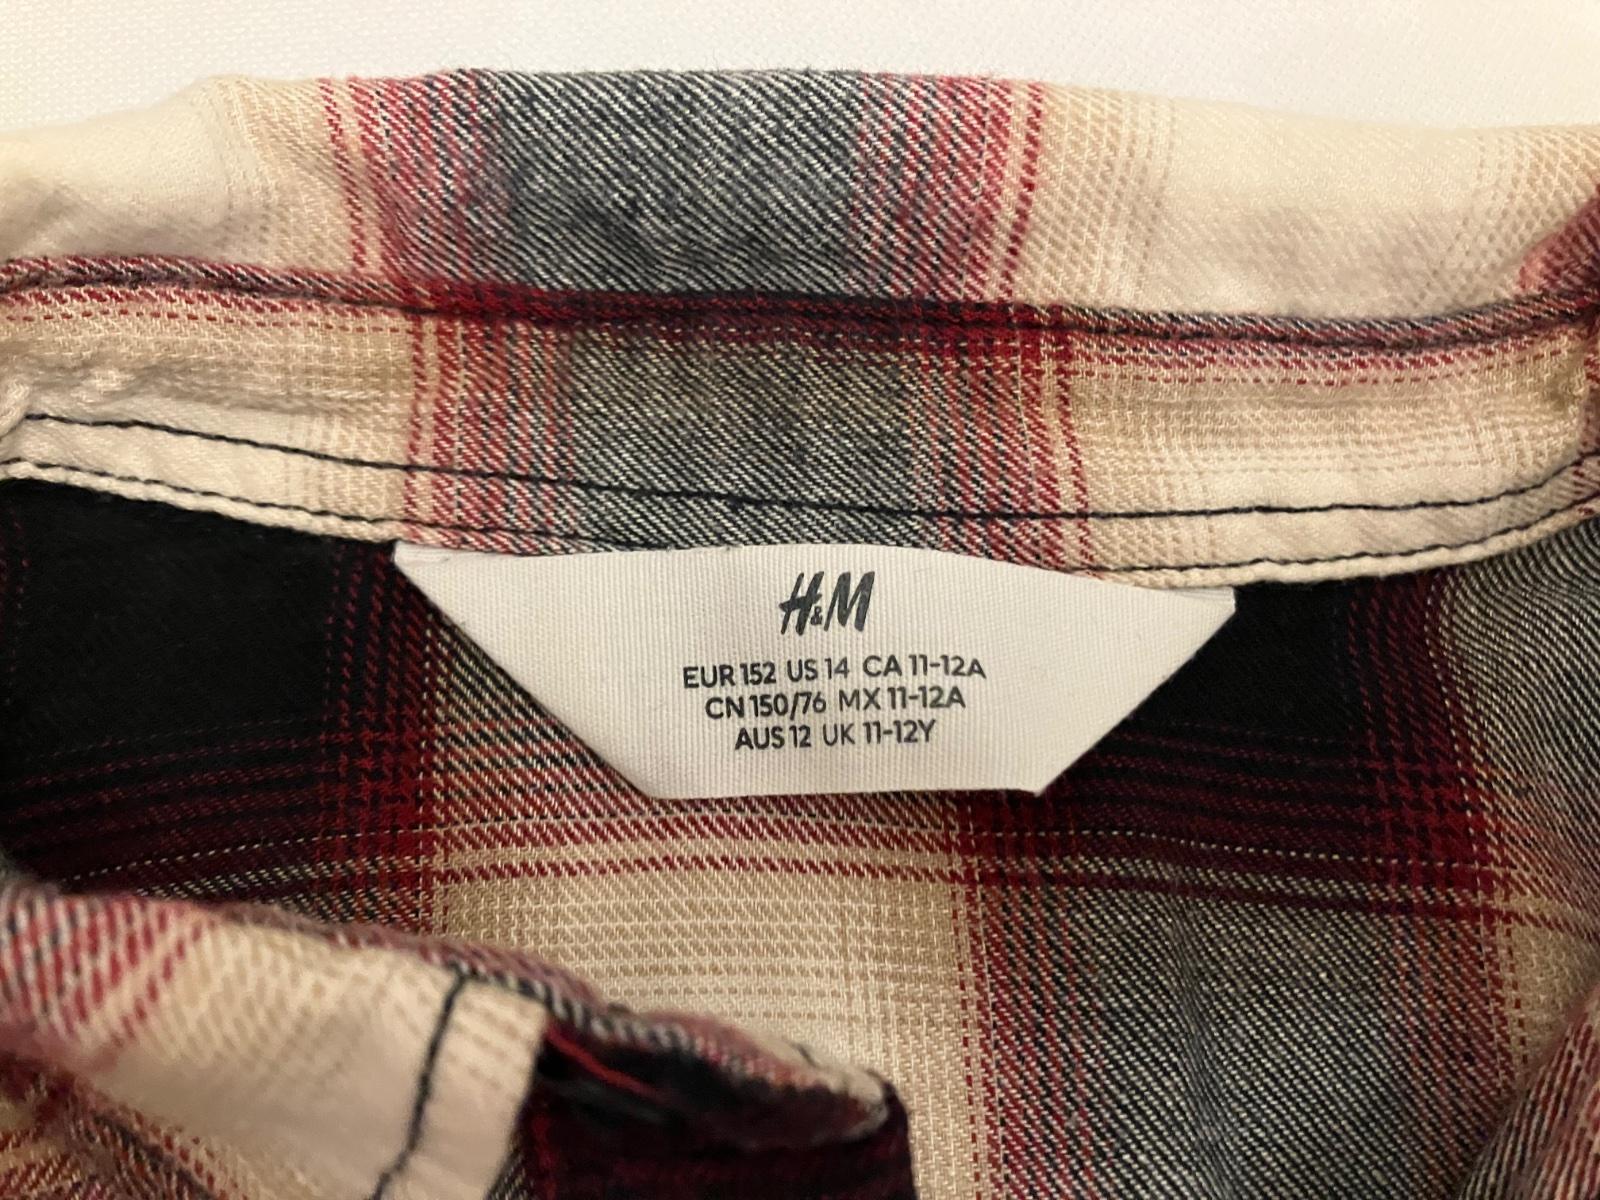 H&M
EUR 152 US 14 CA 11-12A
CN 150/76 MX 11-12A
AUS 12 UK 11-12Y